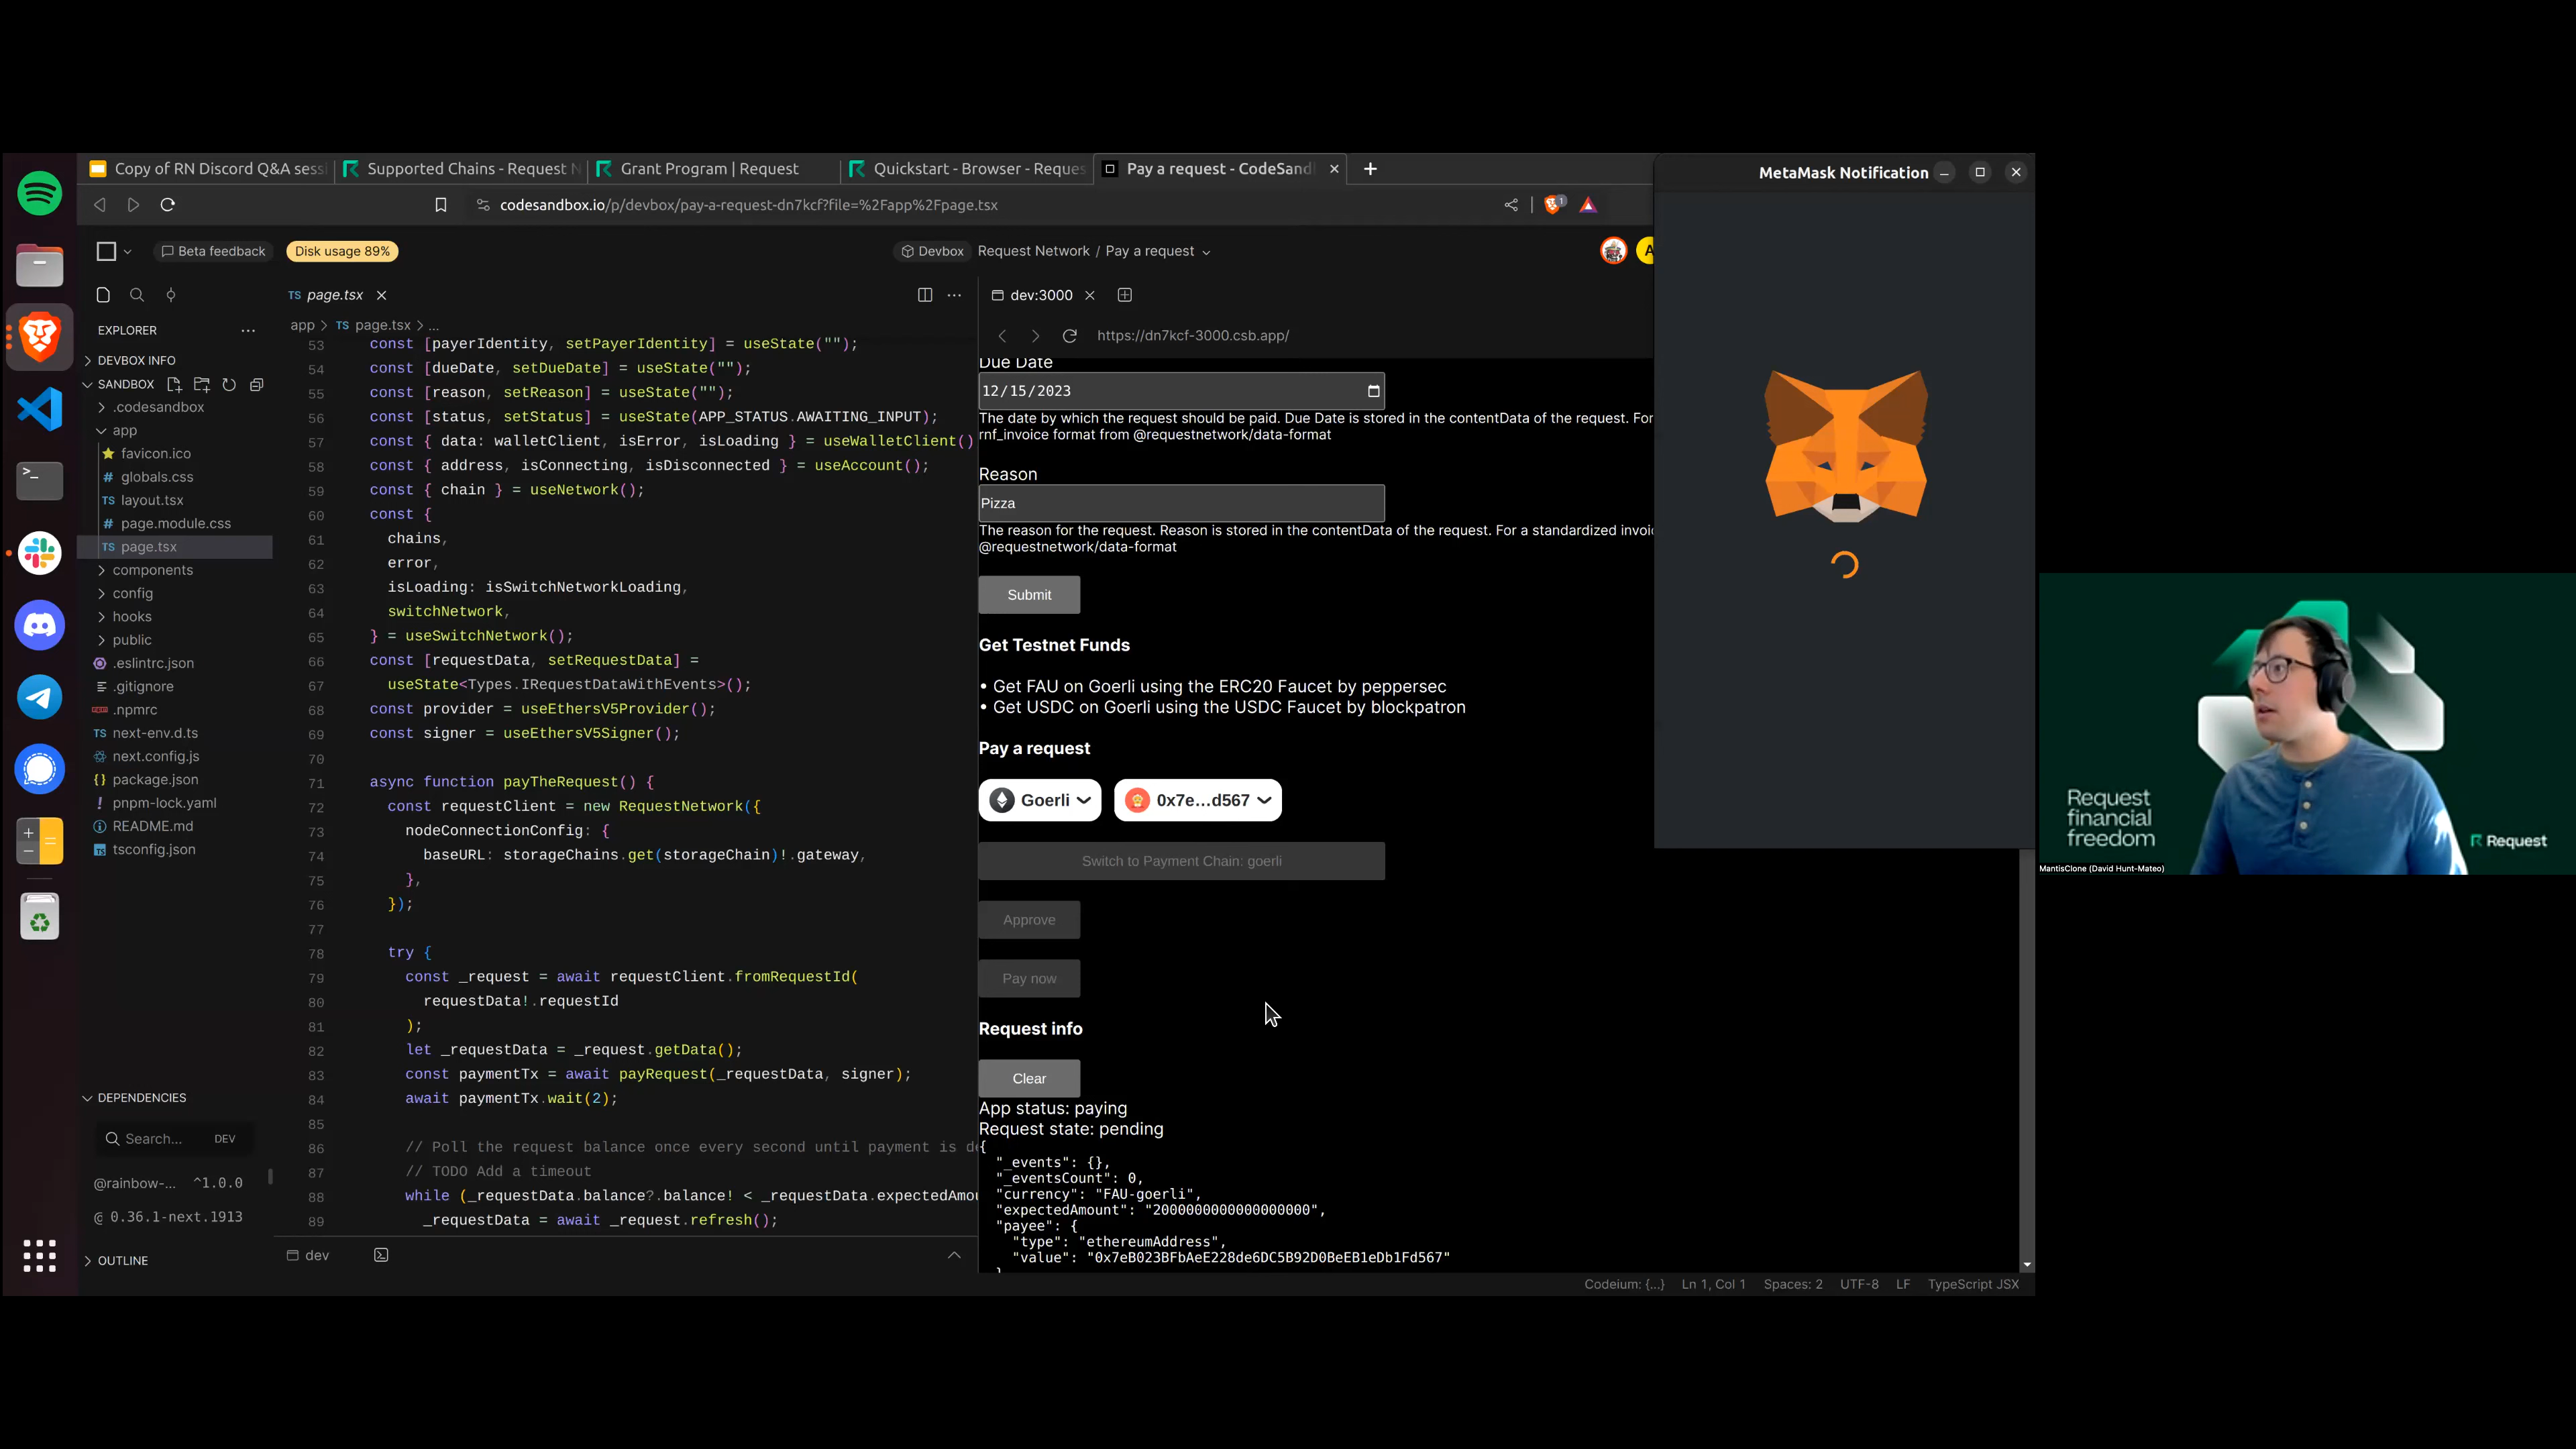 Copy of RN Discord Q&A sessi
Supported Chains - Request N
Grant Program | Request
Quickstart - Browser - Reques
Pay a request - CodeSand
MetaMask Notification
codesandbox.io/p/devbox/pay-a-request-dn7kcf?file=%2Fapp%2Fpage.tsx
1
Beta feedback
Disk usage 89%
Devbox
Request Network / Pay a request
A
TS page.tsx
dev:3000
EXPLORER
app > TS page.tsx > ...
https://dn7kcf-3000.csb.app/
DEVBOX INFO
SANDBOX
.codesandbox
app
favicon.ico
# globals.css
TS layout.tsx
# page.module.css
TS page.tsx
components
config
hooks
public
.eslintrc.json
.gitignore
.npmrc
TS next-env.d.ts
next.config.js
{} package.json
! pnpm-lock.yaml
README.md
TS tsconfig.json
DEPENDENCIES
Search... DEV
@rainbow-... ^1.0.0
@ 0.36.1-next.1913
OUTLINE
53 const [payerIdentity, setPayerIdentity] = useState("");
54 const [dueDate, setDueDate] = useState("");
55 const [reason, setReason] = useState("");
56 const [status, setStatus] = useState(APP_STATUS.AWAITING_INPUT);
57 const { data: walletClient, isError, isLoading } = useWalletClient()
58 const { address, isConnecting, isDisconnected } = useAccount();
59 const { chain } = useNetwork();
60 const {
61 chains,
62 error,
63 isLoading: isSwitchNetworkLoading,
64 switchNetwork,
65 } = useSwitchNetwork();
66 const [requestData, setRequestData] =
67 useState<Types.IRequestDataWithEvents>();
68 const provider = useEthersV5Provider();
69 const signer = useEthersV5Signer();
70
71 async function payTheRequest() {
72 const requestClient = new RequestNetwork({
73 nodeConnectionConfig: {
74 baseURL: storageChains.get(storageChain)!.gateway,
75 },
76 });
77
78 try {
79 const _request = await requestClient.fromRequestId(
80 requestData!.requestId
81 );
82 let _requestData = _request.getData();
83 const paymentTx = await payRequest(_requestData, signer);
84 await paymentTx.wait(2);
85
86 // Poll the request balance once every second until payment is de
87 // TODO Add a timeout
88 while (_requestData.balance?.balance! < _requestData.expectedAmou
89 _requestData = await _request.refresh();
dev
Due Date
12/15/2023
The date by which the request should be paid. Due Date is stored in the contentData of the request. For
rnf_invoice format from @requestnetwork/data-format
Reason
Pizza
The reason for the request. Reason is stored in the contentData of the request. For a standardized invoi
@requestnetwork/data-format
Submit
Get Testnet Funds
• Get FAU on Goerli using the ERC20 Faucet by peppersec
• Get USDC on Goerli using the USDC Faucet by blockpatron
Pay a request
Goerli
0x7e...d567
Switch to Payment Chain: goerli
Approve
Pay now
Request info
Clear
App status: paying
Request state: pending
{
"_events": {},
"_eventsCount": 0,
"currency": "FAU-goerli",
"expectedAmount": "2000000000000000000",
"payee": {
"type": "ethereumAddress",
"value": "0x7eB023BFbAeE228de6DC5B92D0BeEB1eDb1Fd567"
}
Codeium: {...} Ln 1, Col 1 Spaces: 2 UTF-8 LF TypeScript JSX
Request
financial
freedom
Request
MantisClone (David Hunt-Mateo)